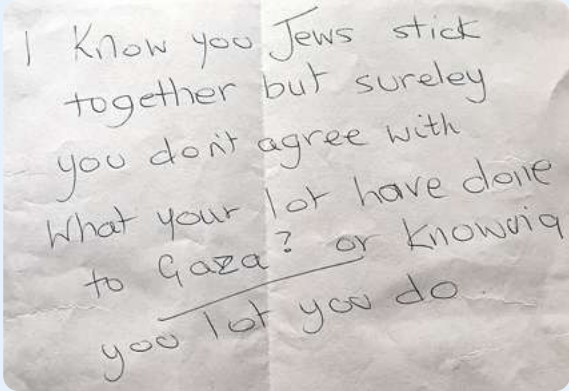 I Know you Jews stick
together but sureley
you don't agree with
What your lot have done
to Gaza? or Knowing
you lot you do.